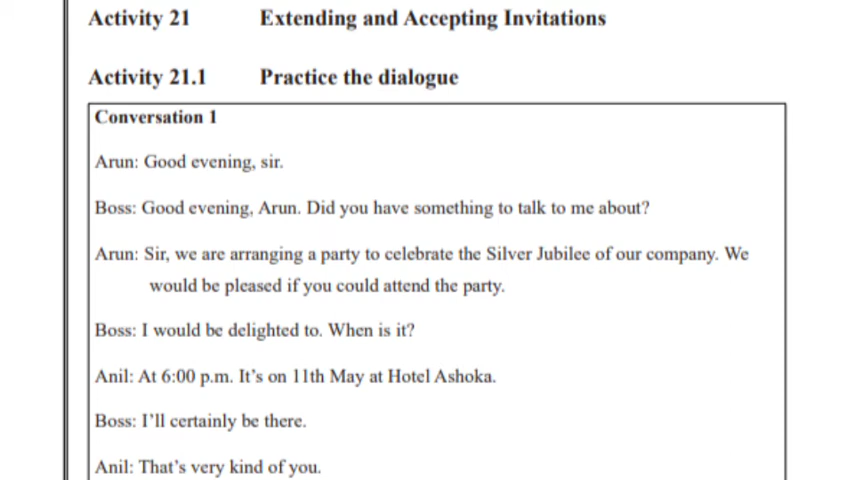 Activity 21 Extending and Accepting Invitations
Activity 21.1 Practice the dialogue
Conversation 1
Arun: Good evening, sir.
Boss: Good evening, Arun. Did you have something to talk to me about?
Arun: Sir, we are arranging a party to celebrate the Silver Jubilee of our company. We
would be pleased if you could attend the party.
Boss: I would be delighted to. When is it?
Anil: At 6:00 p.m. It’s on 11th May at Hotel Ashoka.
Boss: I’ll certainly be there.
Anil: That’s very kind of you.